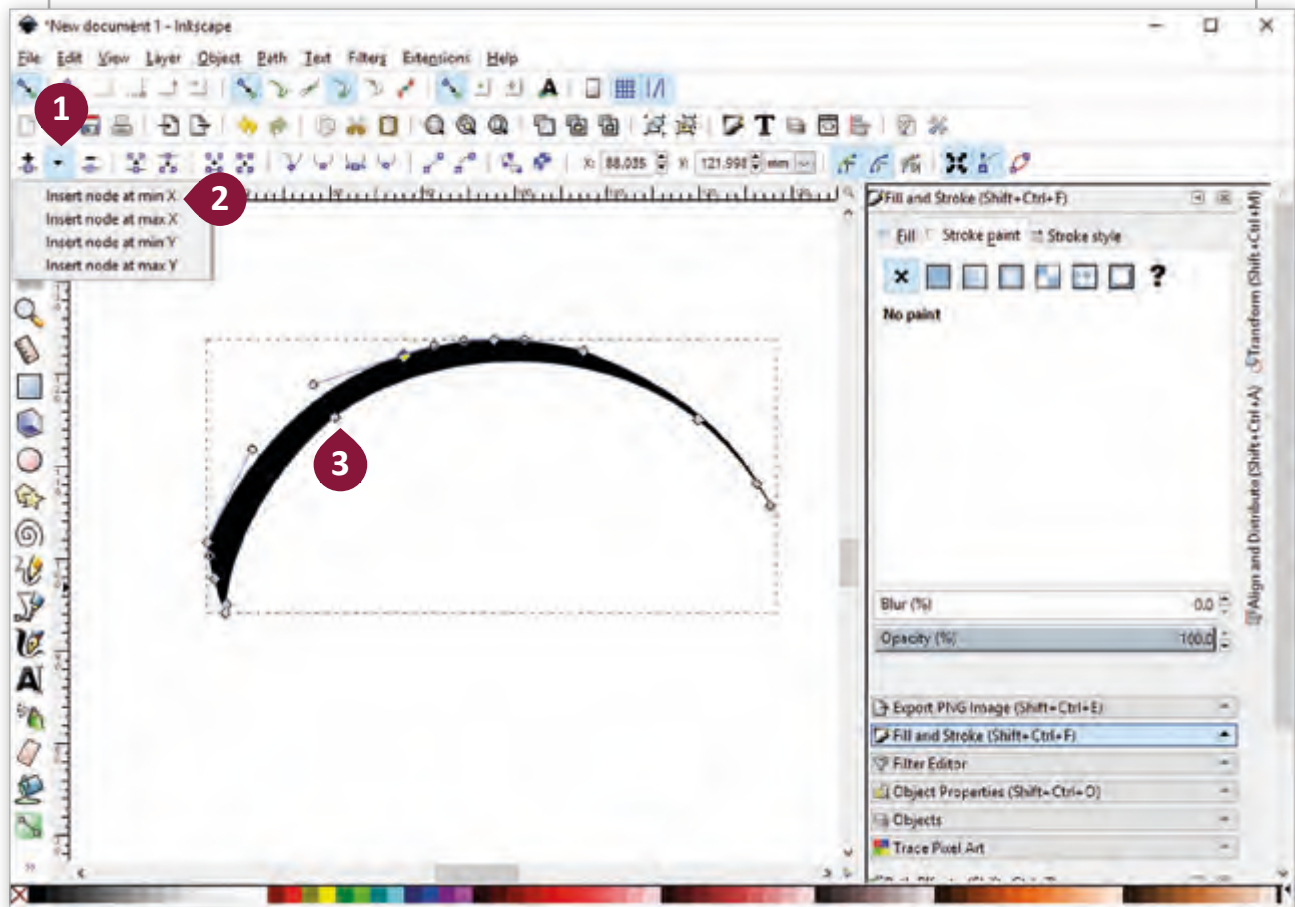 *New document 1 - Inkscape
File Edit View Layer Object Path Text Filters Extensions Help
1
X: 88.035 Y: 121.998 mm
Insert node at min X
2
Insert node at max X
Insert node at min Y
Insert node at max Y
3
Fill and Stroke (Shift+Ctrl+F)
Fill Stroke paint Stroke style
?
No paint
Blur (%) 0.0
Opacity (%) 100.0
Export PNG Image (Shift+Ctrl+E)
Fill and Stroke (Shift+Ctrl+F)
Filter Editor
Object Properties (Shift+Ctrl+O)
Objects
Trace Pixel Art
Transform (Shift+Ctrl+M)
Align and Distribute (Shift+Ctrl+A)